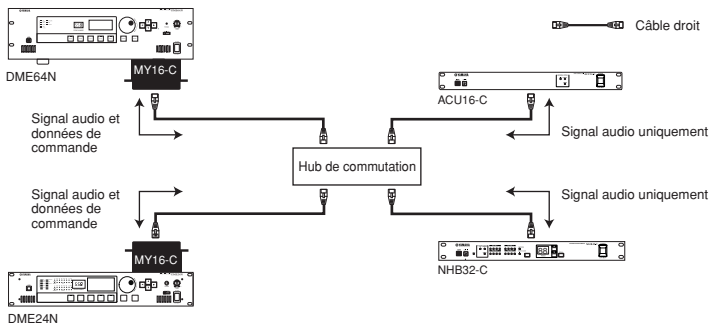 Câble droit
DME64N
MY16-C
ACU16-C
Signal audio et
données de
commande
Signal audio uniquement
Hub de commutation
Signal audio et
données de
commande
Signal audio uniquement
MY16-C
NHB32-C
DME24N